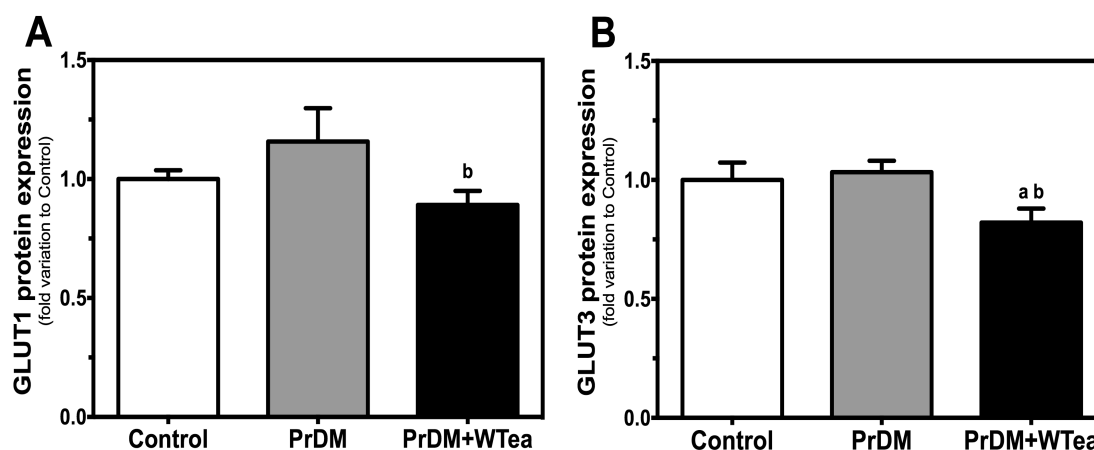 A
GLUT1 protein expression
(fold variation to Control)
1.5
1.0
0.5
0.0
b
Control PrDM PrDM+WTea
B
GLUT3 protein expression
(fold variation to Control)
1.5
1.0
0.5
0.0
a b
Control PrDM PrDM+WTea